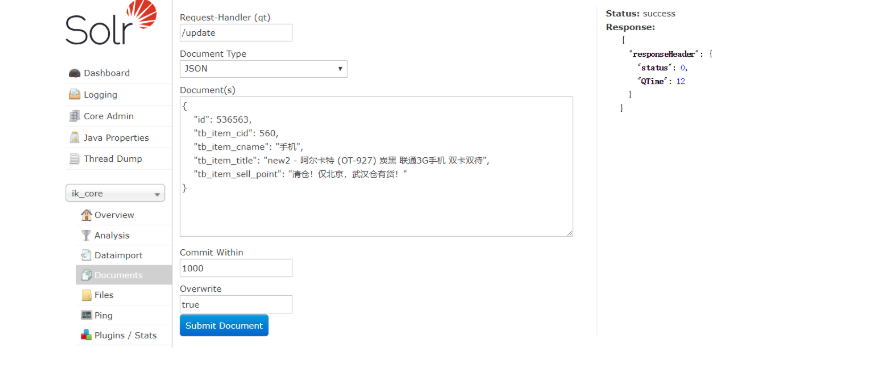 Solr
Dashboard
Logging
Core Admin
Java Properties
Thread Dump
ik_core
Overview
Analysis
Dataimport
Documents
Files
Ping
Plugins / Stats
Request-Handler (qt)
/update
Document Type
JSON
Document(s)
{
"id": 536563,
"tb_item_cid": 560,
"tb_item_cname": "手机",
"tb_item_title": "new2 - 阿尔卡特 (OT-927) 炭黑 联通3G手机 双卡双待",
"tb_item_sell_point": "清仓！仅北京，武汉仓有货！"
}
Commit Within
1000
Overwrite
true
Submit Document
Status: success
Response:
{
"responseHeader": {
"status": 0,
"QTime": 12
}
}